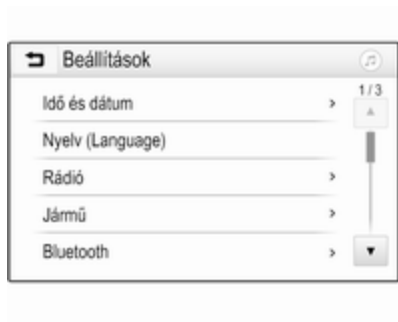 Beállítások
1/3
Idő és dátum
Nyelv (Language)
Rádió
Jármű
Bluetooth